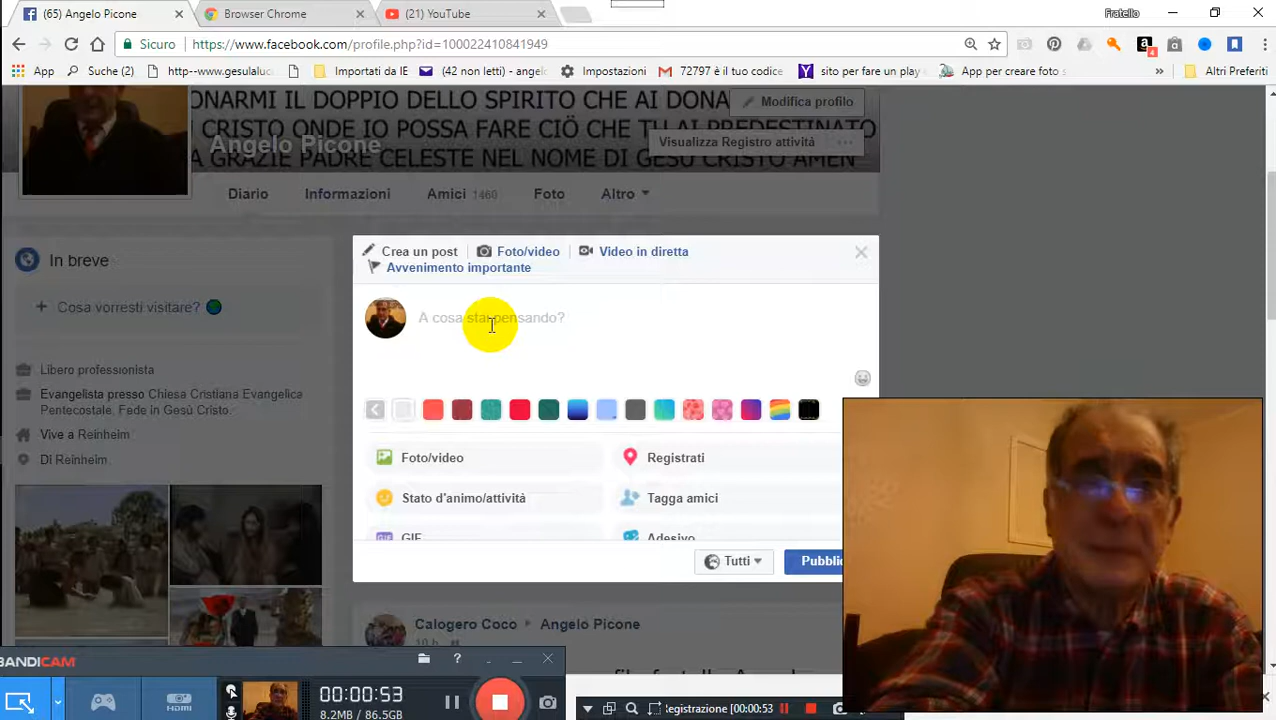 (65) Angelo Picone
Browser Chrome
(21) YouTube
Fratello
Sicuro
https://www.facebook.com/profile.php?id=100022410841949
App
Suche (2)
http--www.gesulaluc
Importati da IE
(42 non letti) - angelo
Impostazioni
72797 è il tuo codice
sito per fare un play
App per creare foto s
»
Altri Preferiti
ONARMI IL DOPPIO DELLO SPIRITO CHE AI DONA
CRISTO ONDE IO POSSA FARE CIÒ CHE TU AI PREDESTINATO
A GRAZIE PADRE CELESTE NEL NOME DI GESÙ CRISTO AMEN
Modifica profilo
Angelo Picone
Visualizza Registro attività
Diario
Informazioni
Amici 1460
Foto
Altro
In breve
Cosa vorresti visitare?
Libero professionista
Evangelista presso Chiesa Cristiana Evangelica
Pentecostale, Fede in Gesù Cristo.
Vive a Reinheim
Di Reinheim
Crea un post
Foto/video
Video in diretta
Avvenimento importante
A cosa stai pensando?
Foto/video
Registrati
Stato d'animo/attività
Tagga amici
GIF
Adesivo
Tutti
Pubblic
Calogero Coco
Angelo Picone
10 h
BANDICAM
?
HDMI
00:00:53
8.2MB / 86.5GB
Registrazione [00:00:53